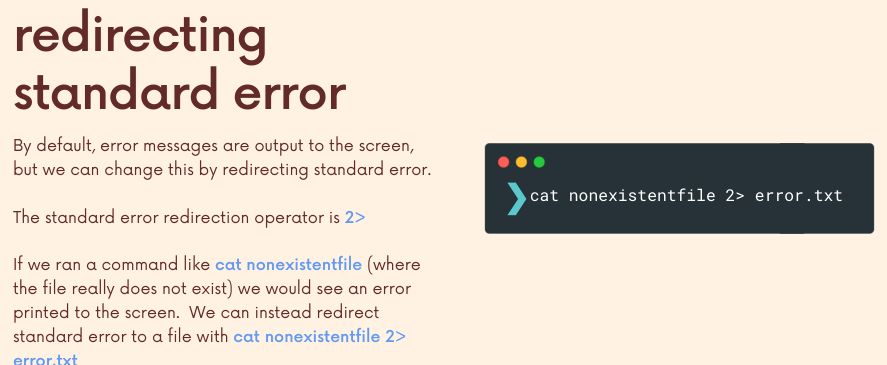 redirecting
standard error
By default, error messages are output to the screen,
but we can change this by redirecting standard error.
The standard error redirection operator is 2>
If we ran a command like cat nonexistentfile (where
the file really does not exist) we would see an error
printed to the screen.  We can instead redirect
standard error to a file with cat nonexistentfile 2>
error.txt
❯cat nonexistentfile 2> error.txt